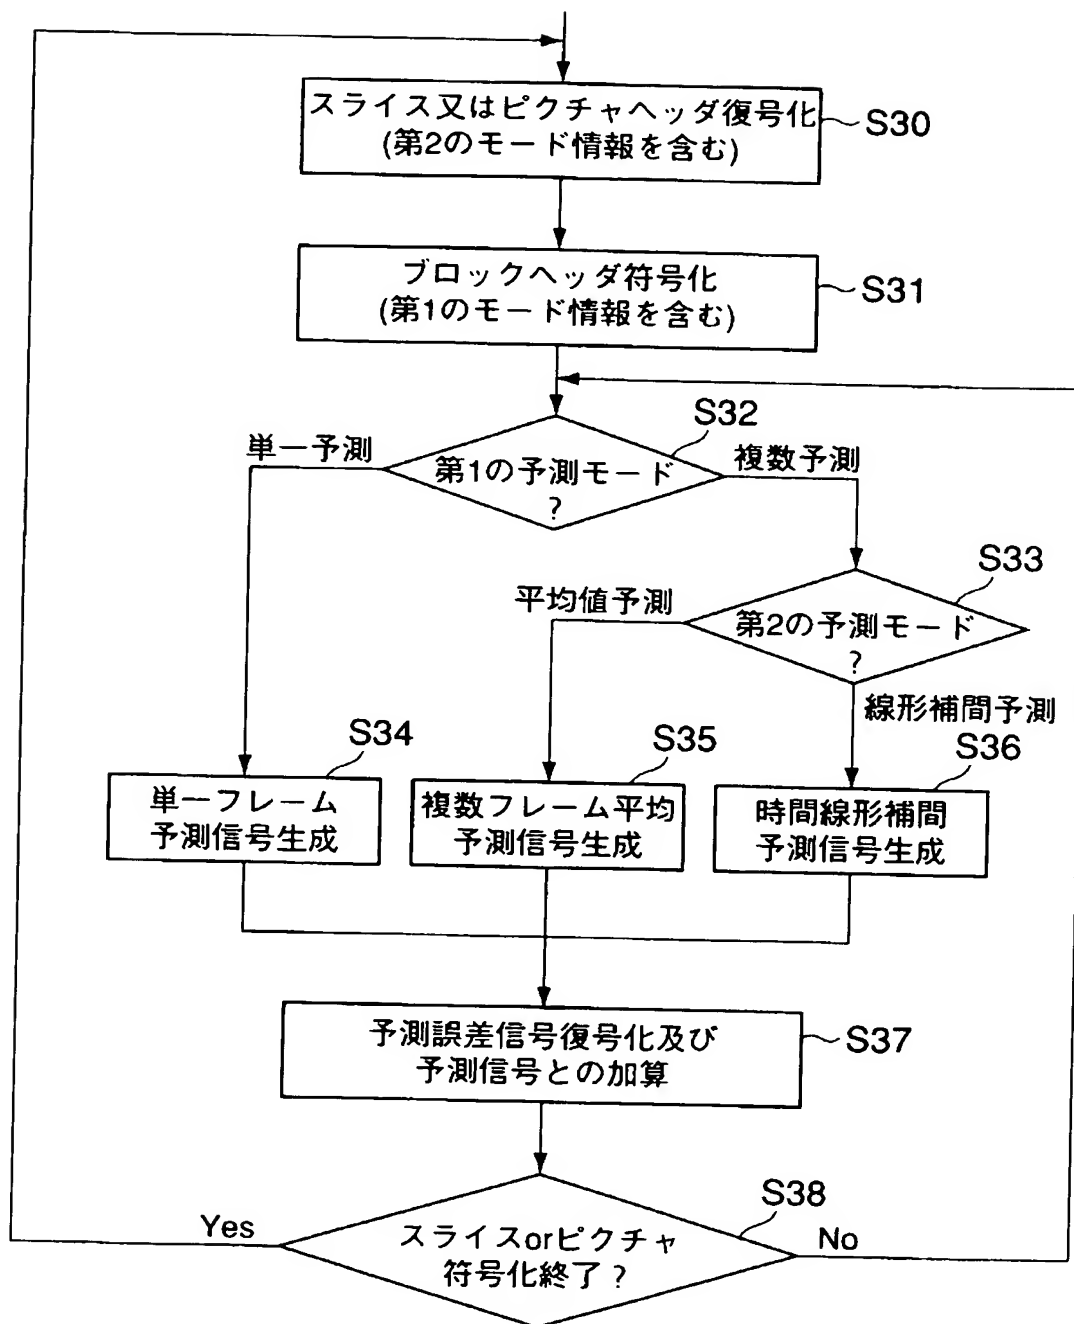 スライス又はピクチャヘッダ復号化
(第2のモード情報を含む)
S30
ブロックヘッダ符号化
(第1のモード情報を含む)
S31
S32
単一予測
第1の予測モード
?
複数予測
S33
平均値予測
第2の予測モード
?
線形補間予測
S34
単一フレーム
予測信号生成
S35
複数フレーム平均
予測信号生成
S36
時間線形補間
予測信号生成
予測誤差信号復号化及び
予測信号との加算
S37
S38
Yes
スライスorピクチャ
符号化終了?
No